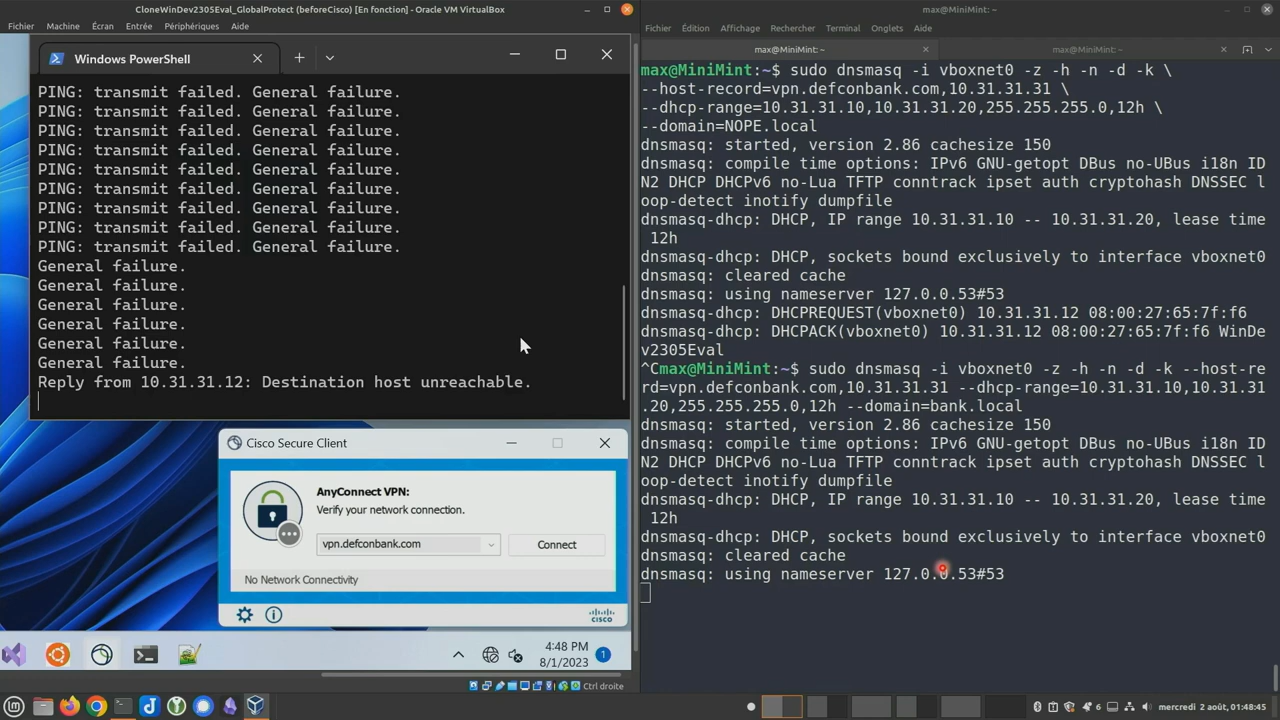 CloneWinDev2305Eval_GlobalProtect (beforeCisco) [En fonction] - Oracle VM VirtualBox
Fichier Machine Écran Entrée Périphériques Aide
Windows PowerShell
PING: transmit failed. General failure.
PING: transmit failed. General failure.
PING: transmit failed. General failure.
PING: transmit failed. General failure.
PING: transmit failed. General failure.
PING: transmit failed. General failure.
PING: transmit failed. General failure.
PING: transmit failed. General failure.
PING: transmit failed. General failure.
General failure.
General failure.
General failure.
General failure.
General failure.
General failure.
Reply from 10.31.31.12: Destination host unreachable.
Cisco Secure Client
AnyConnect VPN:
Verify your network connection.
vpn.defconbank.com
Connect
No Network Connectivity
cisco
4:48 PM
8/1/2023
1
Ctrl droite
max@MiniMint: ~
Fichier Édition Affichage Rechercher Terminal Onglets Aide
max@MiniMint: ~
max@MiniMint: ~
max@MiniMint:~$ sudo dnsmasq -i vboxnet0 -z -h -n -d -k \
--host-record=vpn.defconbank.com,10.31.31.31 \
--dhcp-range=10.31.31.10,10.31.31.20,255.255.255.0,12h \
--domain=NOPE.local
dnsmasq: started, version 2.86 cachesize 150
dnsmasq: compile time options: IPv6 GNU-getopt DBus no-UBus i18n ID
N2 DHCP DHCPv6 no-Lua TFTP conntrack ipset auth cryptohash DNSSEC l
oop-detect inotify dumpfile
dnsmasq-dhcp: DHCP, IP range 10.31.31.10 -- 10.31.31.20, lease time
12h
dnsmasq-dhcp: DHCP, sockets bound exclusively to interface vboxnet0
dnsmasq: cleared cache
dnsmasq: using nameserver 127.0.0.53#53
dnsmasq-dhcp: DHCPREQUEST(vboxnet0) 10.31.31.12 08:00:27:65:7f:f6
dnsmasq-dhcp: DHCPACK(vboxnet0) 10.31.31.12 08:00:27:65:7f:f6 WinDe
v2305Eval
^Cmax@MiniMint:~$ sudo dnsmasq -i vboxnet0 -z -h -n -d -k --host-re
rd=vpn.defconbank.com,10.31.31.31 --dhcp-range=10.31.31.10,10.31.31
.20,255.255.255.0,12h --domain=bank.local
dnsmasq: started, version 2.86 cachesize 150
dnsmasq: compile time options: IPv6 GNU-getopt DBus no-UBus i18n ID
N2 DHCP DHCPv6 no-Lua TFTP conntrack ipset auth cryptohash DNSSEC l
oop-detect inotify dumpfile
dnsmasq-dhcp: DHCP, IP range 10.31.31.10 -- 10.31.31.20, lease time
12h
dnsmasq-dhcp: DHCP, sockets bound exclusively to interface vboxnet0
dnsmasq: cleared cache
dnsmasq: using nameserver 127.0.0.53#53
6
mercredi 2 août, 01:48:45